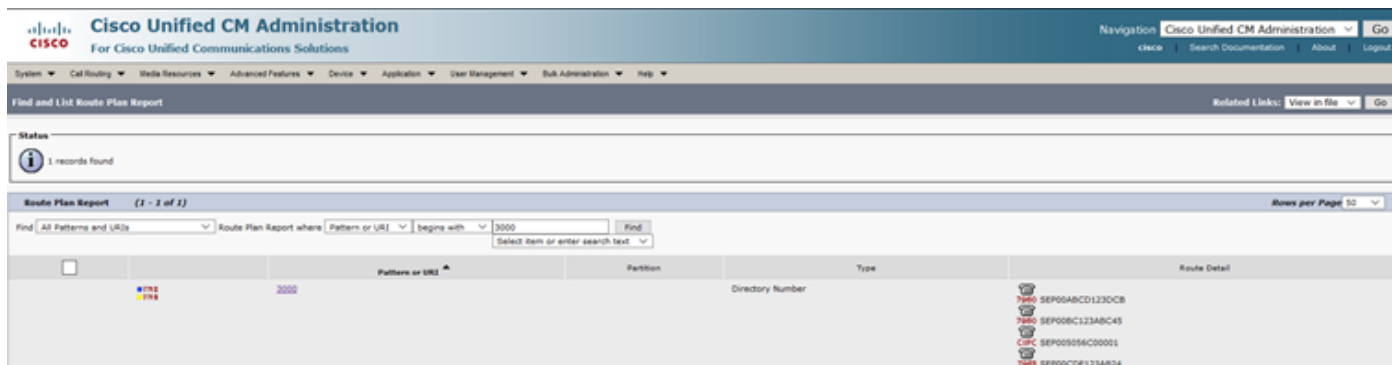 Cisco Unified CM Administration
CISCO
For Cisco Unified Communications Solutions
Navigation Cisco Unified CM Administration Go
cisco | Search Documentation | About | Logout
System Call Routing Media Resources Advanced Features Device Application User Management Bulk Administration Help
Find and List Route Plan Report
Related Links: View in file Go
Status
1 records found
Route Plan Report (1 - 1 of 1)
Rows per Page 50
Find All Patterns and URIs Route Plan Report where Pattern or URI begins with 3000 Find
Select item or enter search text
Pattern or URI Partition Type Route Detail
3000 Directory Number
7960 SEP00ABCD123DCB
7960 SEP00BC123ABC45
CIPC SEP005056C00001
SEP00CDE123AB24